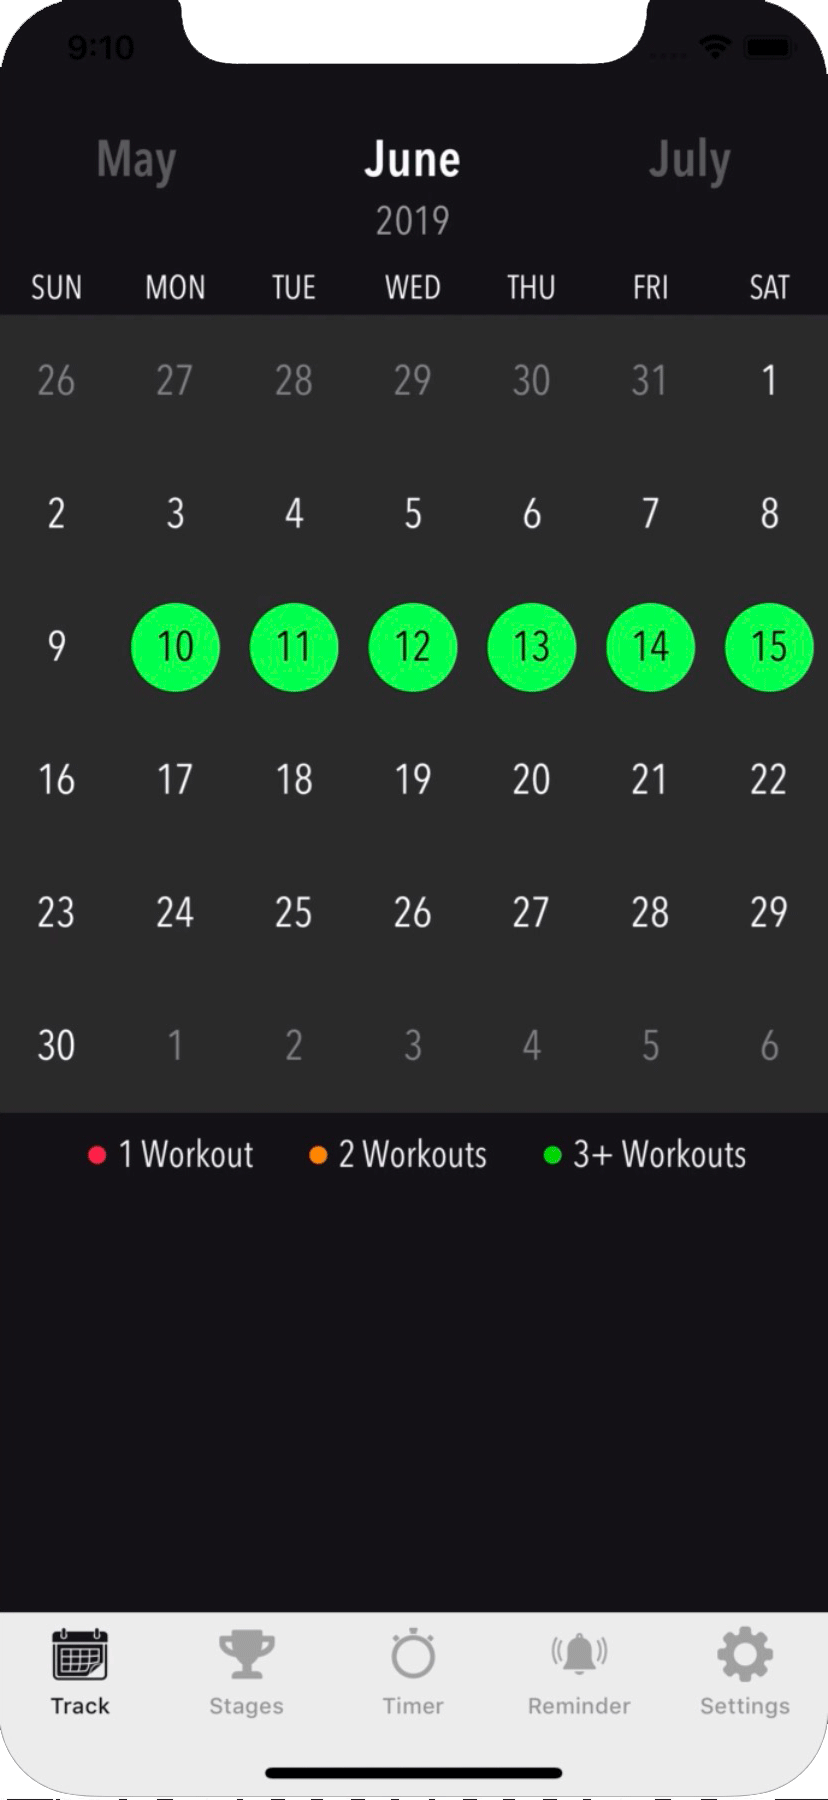 9:10
May June July
2019
SUN MON TUE WED THU FRI SAT
26 27 28 29 30 31 1
2 3 4 5 6 7 8
9 10 11 12 13 14 15
16 17 18 19 20 21 22
23 24 25 26 27 28 29
30 1 2 3 4 5 6
1 Workout 2 Workouts 3+ Workouts
Track Stages Timer Reminder Settings